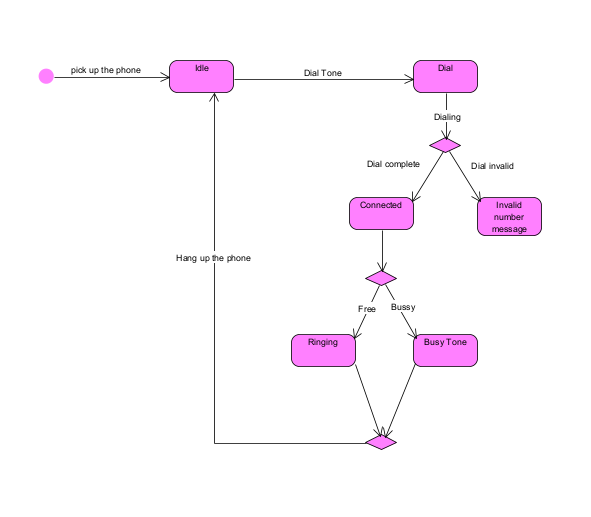 pick up the phone
Idle
Dial Tone
Dial
Dialing
Dial complete
Dial invalid
Connected
Invalid
number
message
Hang up the phone
Free
Bussy
Ringing
Busy Tone